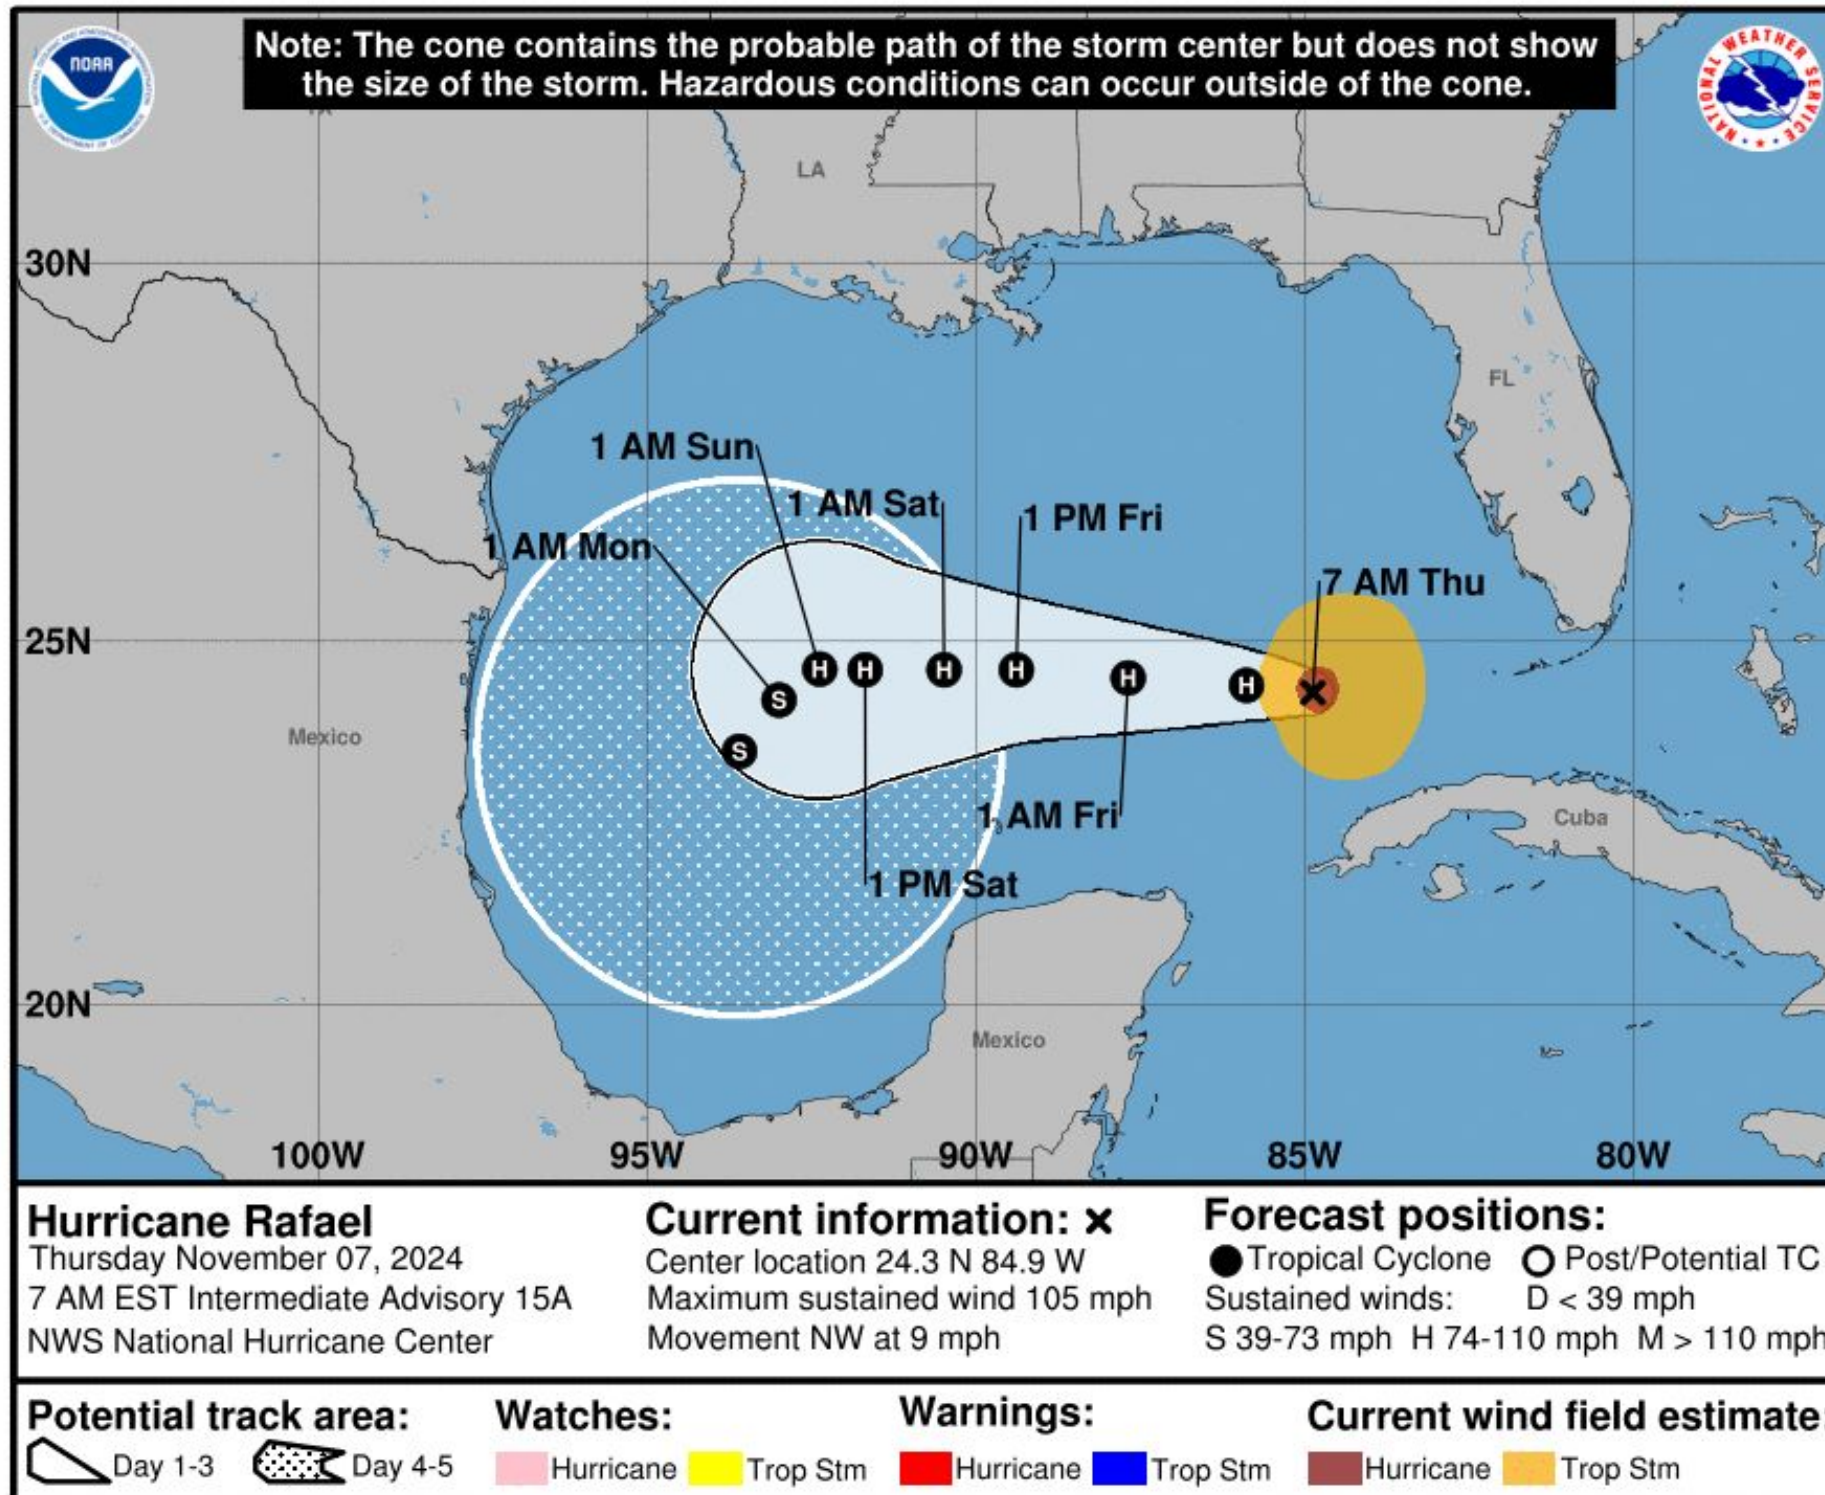 Note: The cone contains the probable path of the storm center but does not show
the size of the storm. Hazardous conditions can occur outside of the cone.
NOAA
NATIONAL WEATHER SERVICE
LA
30N
FL
1 AM Sun
1 AM Sat
1 PM Fri
1 AM Mon
7 AM Thu
25N
H H H H H H
S
S
Mexico
1 AM Fri
Cuba
1 PM Sat
20N
Mexico
100W 95W 90W 85W 80W
Hurricane Rafael
Thursday November 07, 2024
7 AM EST Intermediate Advisory 15A
NWS National Hurricane Center
Current information: x
Center location 24.3 N 84.9 W
Maximum sustained wind 105 mph
Movement NW at 9 mph
Forecast positions:
Tropical Cyclone Post/Potential TC
Sustained winds: D < 39 mph
S 39-73 mph H 74-110 mph M > 110 mph
Potential track area:
Day 1-3 Day 4-5
Watches:
Hurricane Trop Stm
Warnings:
Hurricane Trop Stm
Current wind field estimate:
Hurricane Trop Stm